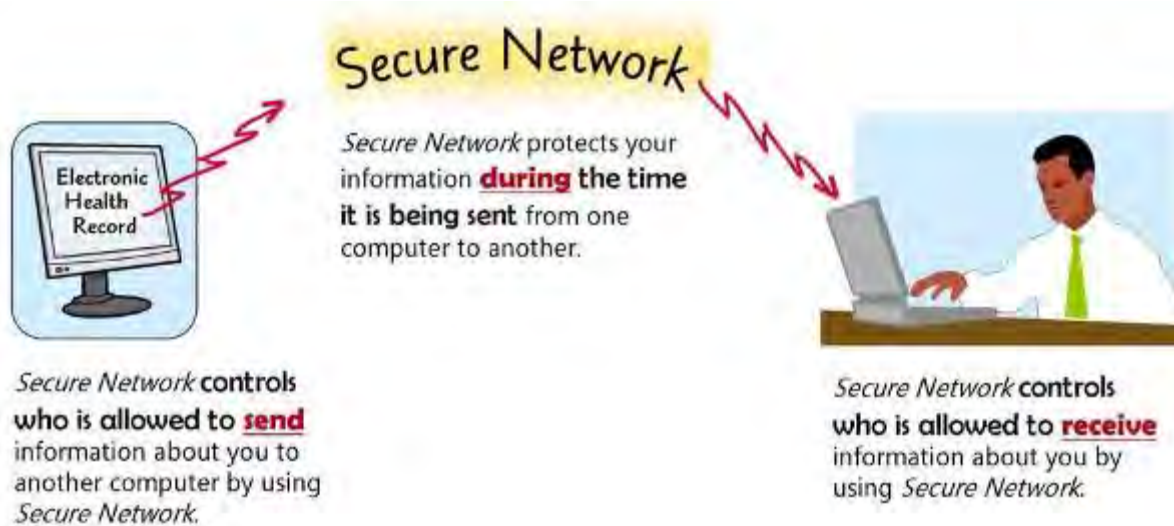 Secure Network
Secure Network protects your
information during the time
it is being sent from one
computer to another.
Electronic
Health
Record
Secure Network controls
who is allowed to send
information about you to
another computer by using
Secure Network.
Secure Network controls
who is allowed to receive
information about you by
using Secure Network.